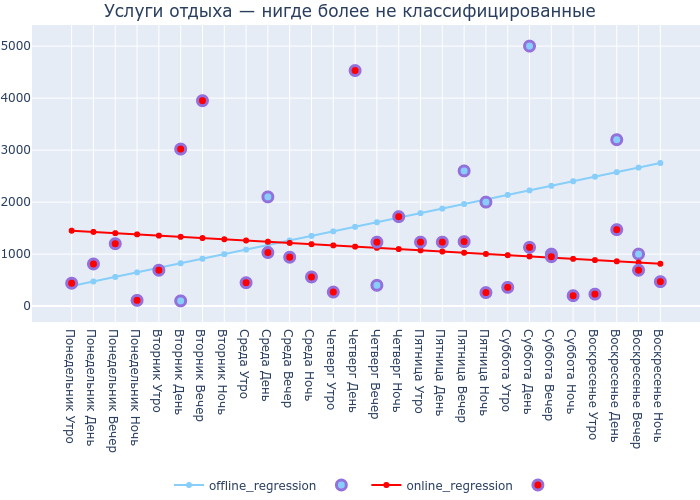 Услуги отдыха — нигде более не классифицированные
5000
4000
3000
2000
1000
0
Понедельник Утро
Понедельник День
Понедельник Вечер
Понедельник Ночь
Вторник Утро
Вторник День
Вторник Вечер
Вторник Ночь
Среда Утро
Среда День
Среда Вечер
Среда Ночь
Четверг Утро
Четверг День
Четверг Вечер
Четверг Ночь
Пятница Утро
Пятница День
Пятница Вечер
Пятница Ночь
Суббота Утро
Суббота День
Суббота Вечер
Суббота Ночь
Воскресенье Утро
Воскресенье День
Воскресенье Вечер
Воскресенье Ночь
offline_regression
online_regression